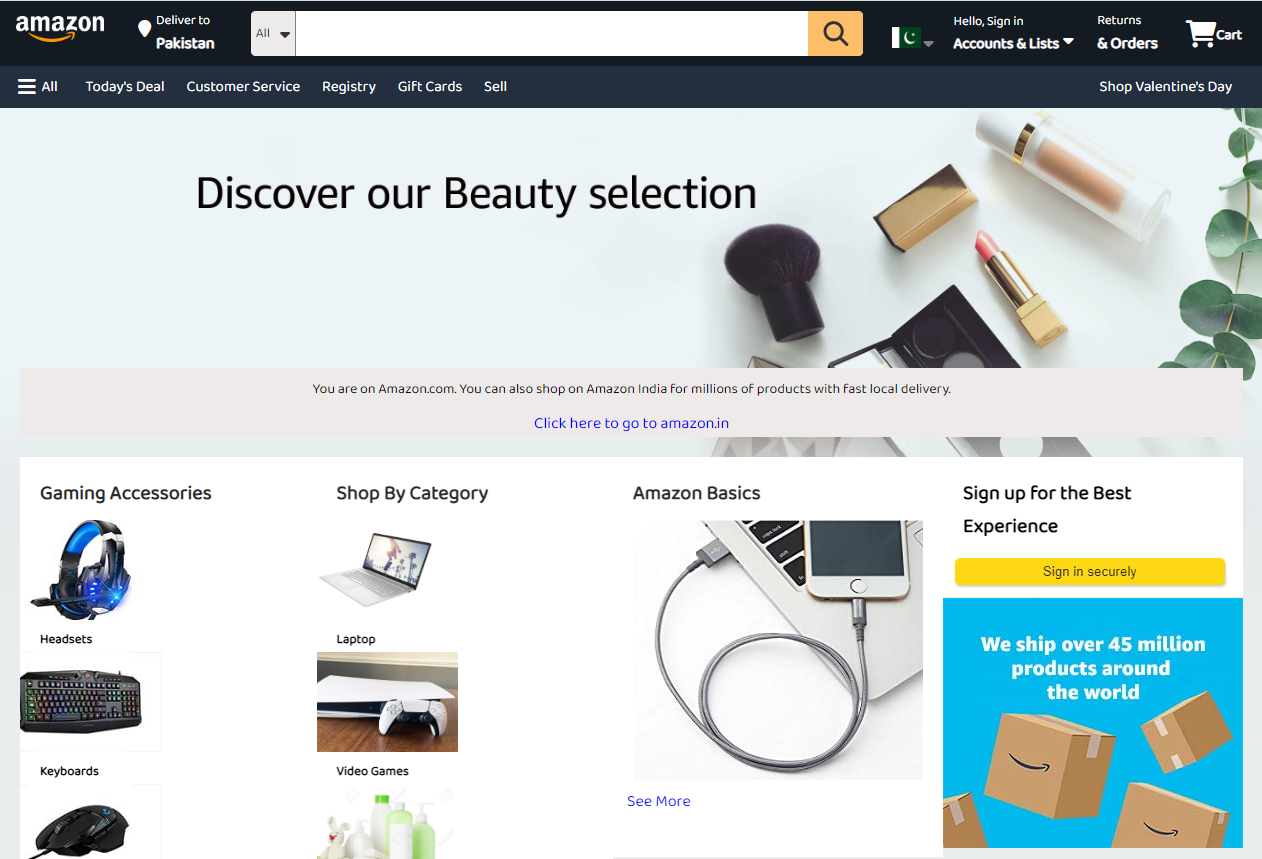 amazon
Deliver to
Pakistan
All
Hello, Sign in
Accounts & Lists
Returns
& Orders
Cart
All
Today's Deal
Customer Service
Registry
Gift Cards
Sell
Shop Valentine's Day
Discover our Beauty selection
You are on Amazon.com. You can also shop on Amazon India for millions of products with fast local delivery.
Click here to go to amazon.in
Gaming Accessories
Headsets
Keyboards
Shop By Category
Laptop
Video Games
Amazon Basics
See More
Sign up for the Best
Experience
Sign in securely
We ship over 45 million
products around
the world